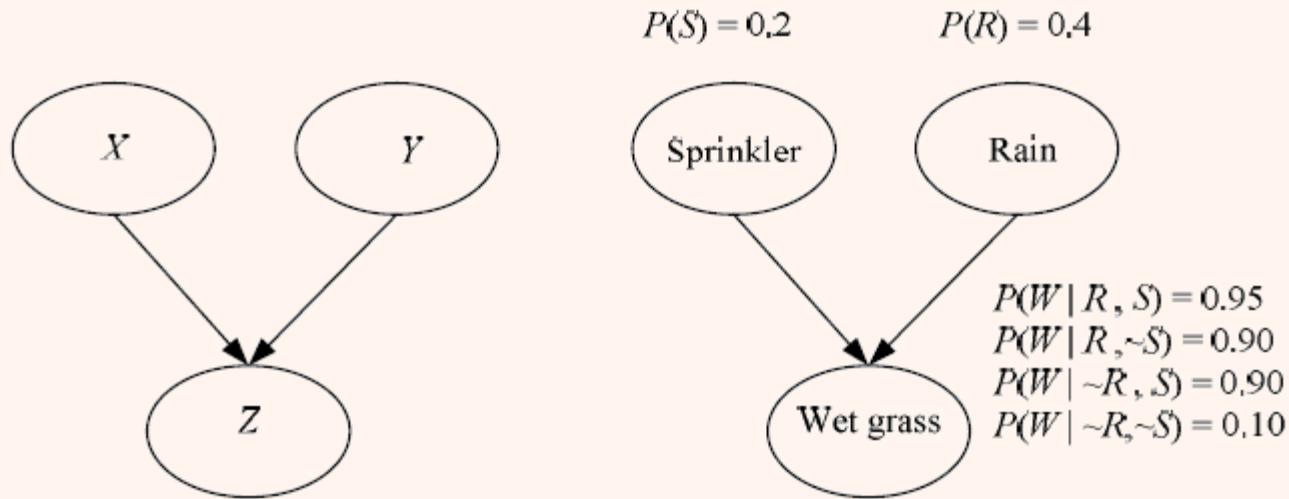 P(S) = 0.2 P(R) = 0.4
X Y Sprinkler Rain
P(W | R, S) = 0.95
P(W | R,~S) = 0.90
P(W | ~R, S) = 0.90
Z Wet grass P(W | ~R,~S) = 0.10